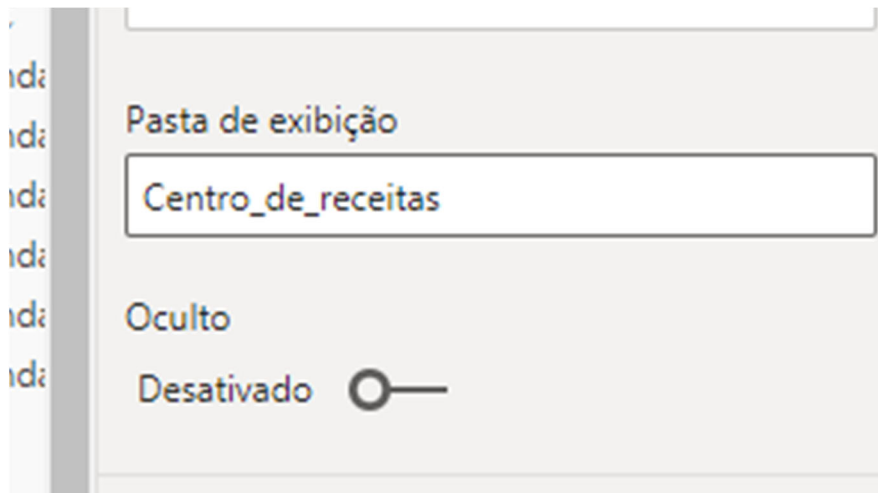 Pasta de exibição
Centro_de_receitas
Oculto
Desativado